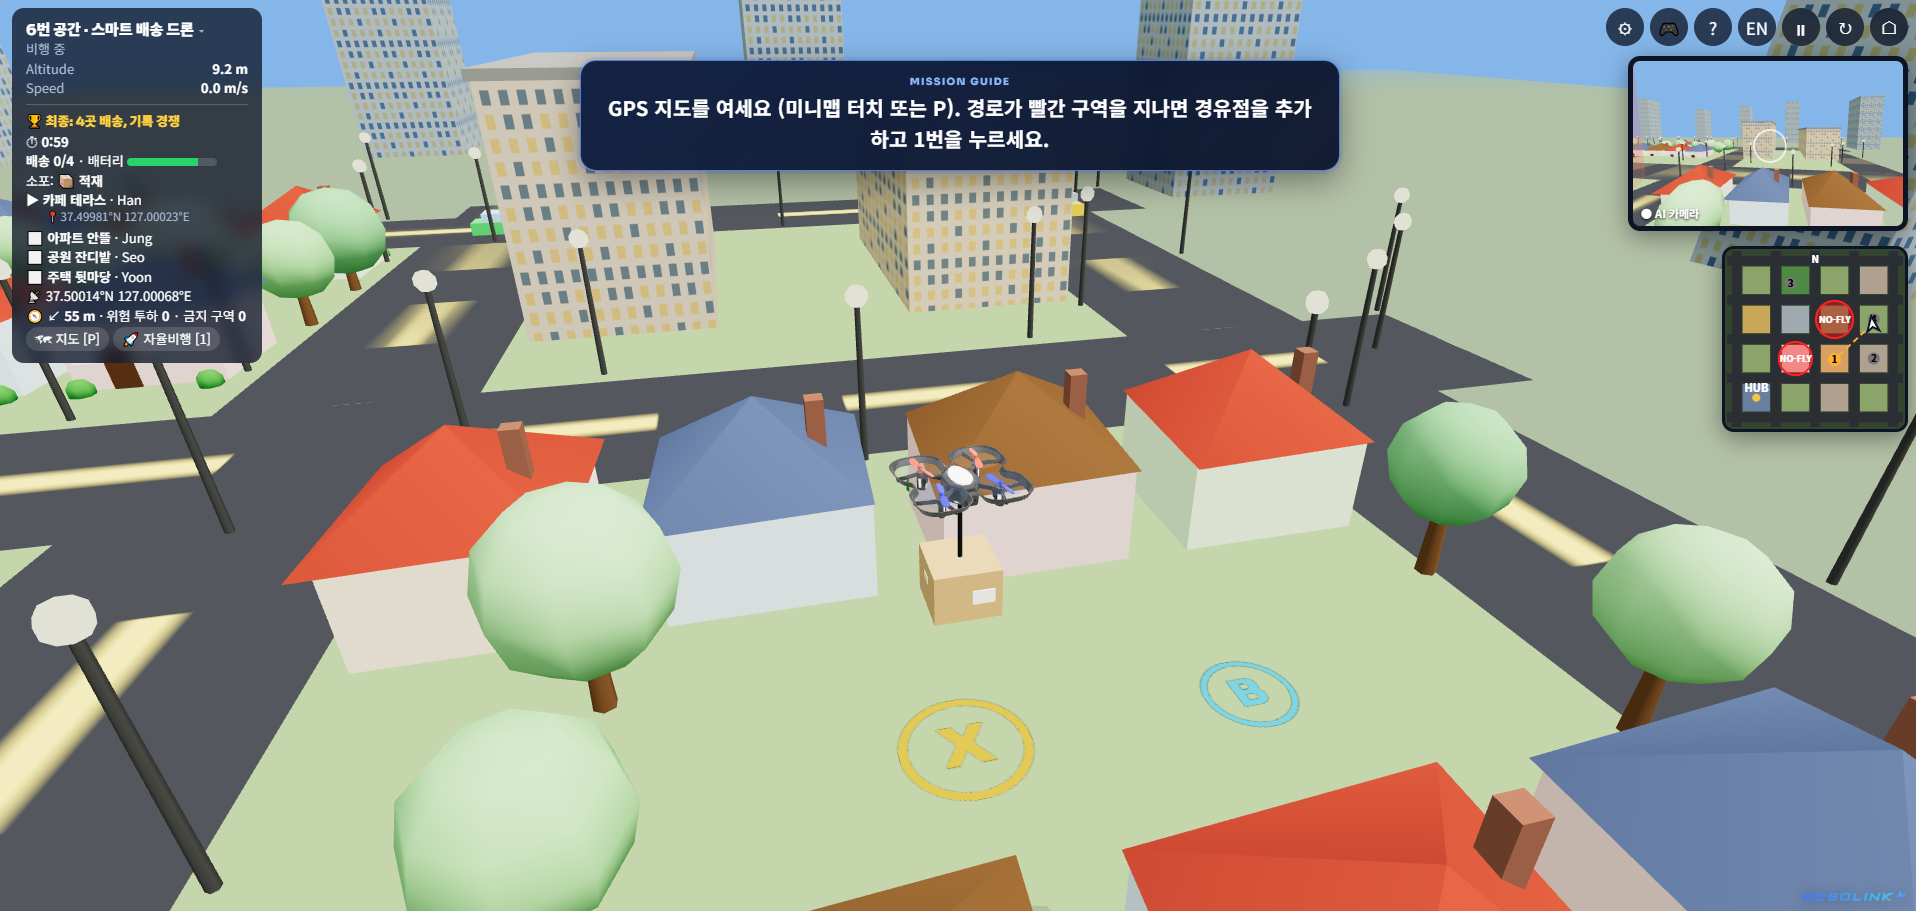 6번 공간 · 스마트 배송 드론
비행 중
Altitude 9.2 m
Speed 0.0 m/s
최종: 4곳 배송, 기록 경쟁
0:59
배송 0/4 · 배터리
소포: 적재
▶ 카페 테라스 · Han
37.49981°N 127.00023°E
아파트 안뜰 · Jung
공원 잔디밭 · Seo
주택 뒷마당 · Yoon
37.50014°N 127.00068°E
↙ 55 m · 위험 투하 0 · 금지 구역 0
지도 [P] 자율비행 [1]
MISSION GUIDE
GPS 지도를 여세요 (미니맵 터치 또는 P). 경로가 빨간 구역을 지나면 경유점을 추가
하고 1번을 누르세요.
? EN
AI 카메라
N
3
NO-FLY
NO-FLY 1 2
HUB
X
B
ROBOLINK